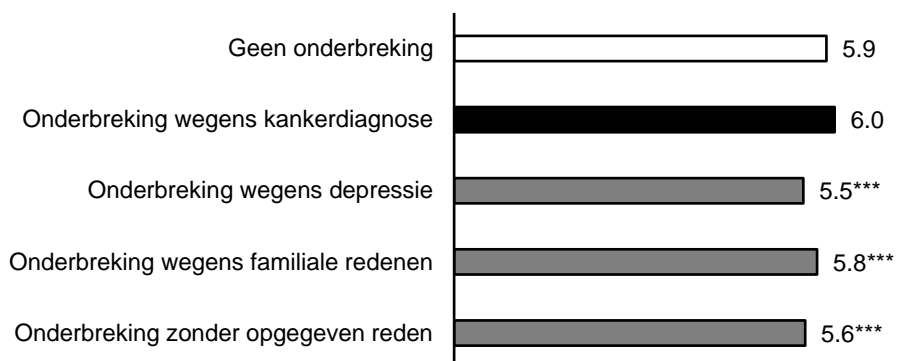 Geen onderbreking 5.9
Onderbreking wegens kankerdiagnose 6.0
Onderbreking wegens depressie 5.5***
Onderbreking wegens familiale redenen 5.8***
Onderbreking zonder opgegeven reden 5.6***